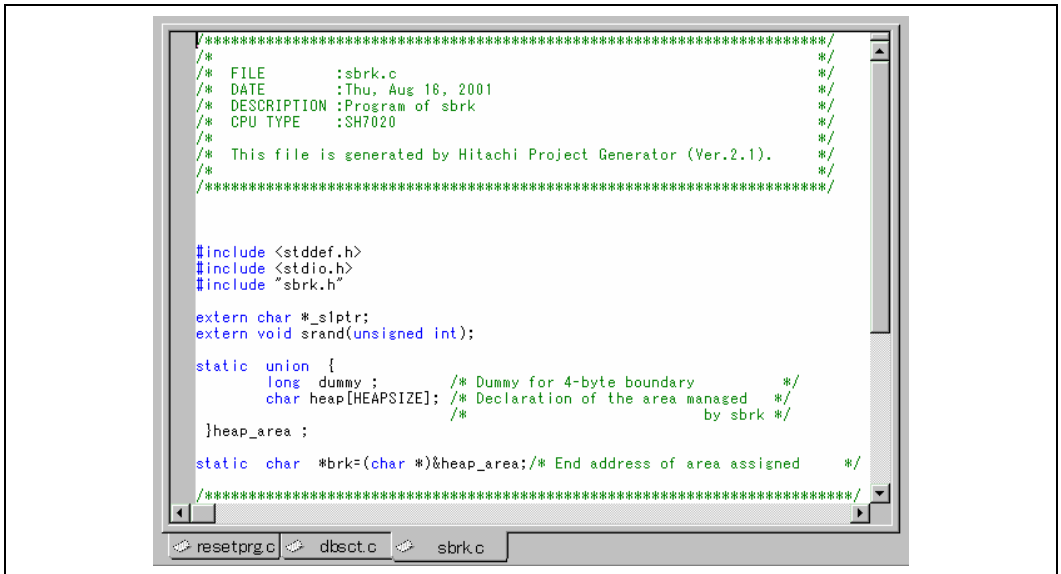 /***********************************************************************/
/*                                                                     */
/*  FILE        :sbrk.c                                                */
/*  DATE        :Thu, Aug 16, 2001                                     */
/*  DESCRIPTION :Program of sbrk                                       */
/*  CPU TYPE    :SH7020                                                */
/*                                                                     */
/*  This file is generated by Hitachi Project Generator (Ver.2.1).     */
/*                                                                     */
/***********************************************************************/
#include <stddef.h>
#include <stdio.h>
#include "sbrk.h"
extern char *_s1ptr;
extern void srand(unsigned int);
static  union  {
        long  dummy ;        /* Dummy for 4-byte boundary          */
        char heap[HEAPSIZE]; /* Declaration of the area managed   */
                             /*                           by sbrk */
 }heap_area ;
static  char  *brk=(char *)&heap_area;/* End address of area assigned     */
/**************************************************************************/
resetprg.c dbsct.c sbrk.c